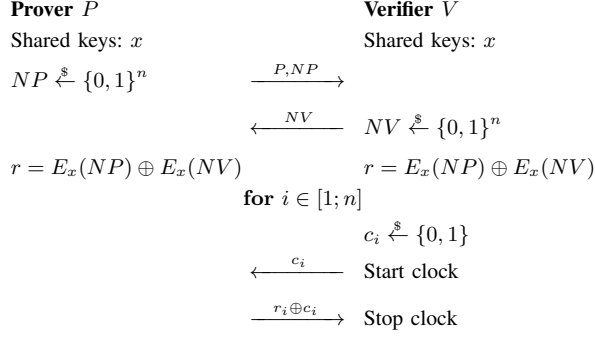 Prover P Verifier V
Shared keys: x Shared keys: x
NP $← {0, 1}^n P,NP
NV NV $← {0, 1}^n
r = E_x(NP) ⊕ E_x(NV) r = E_x(NP) ⊕ E_x(NV)
for i ∈ [1; n]
c_i $← {0, 1}
c_i Start clock
r_i⊕c_i Stop clock